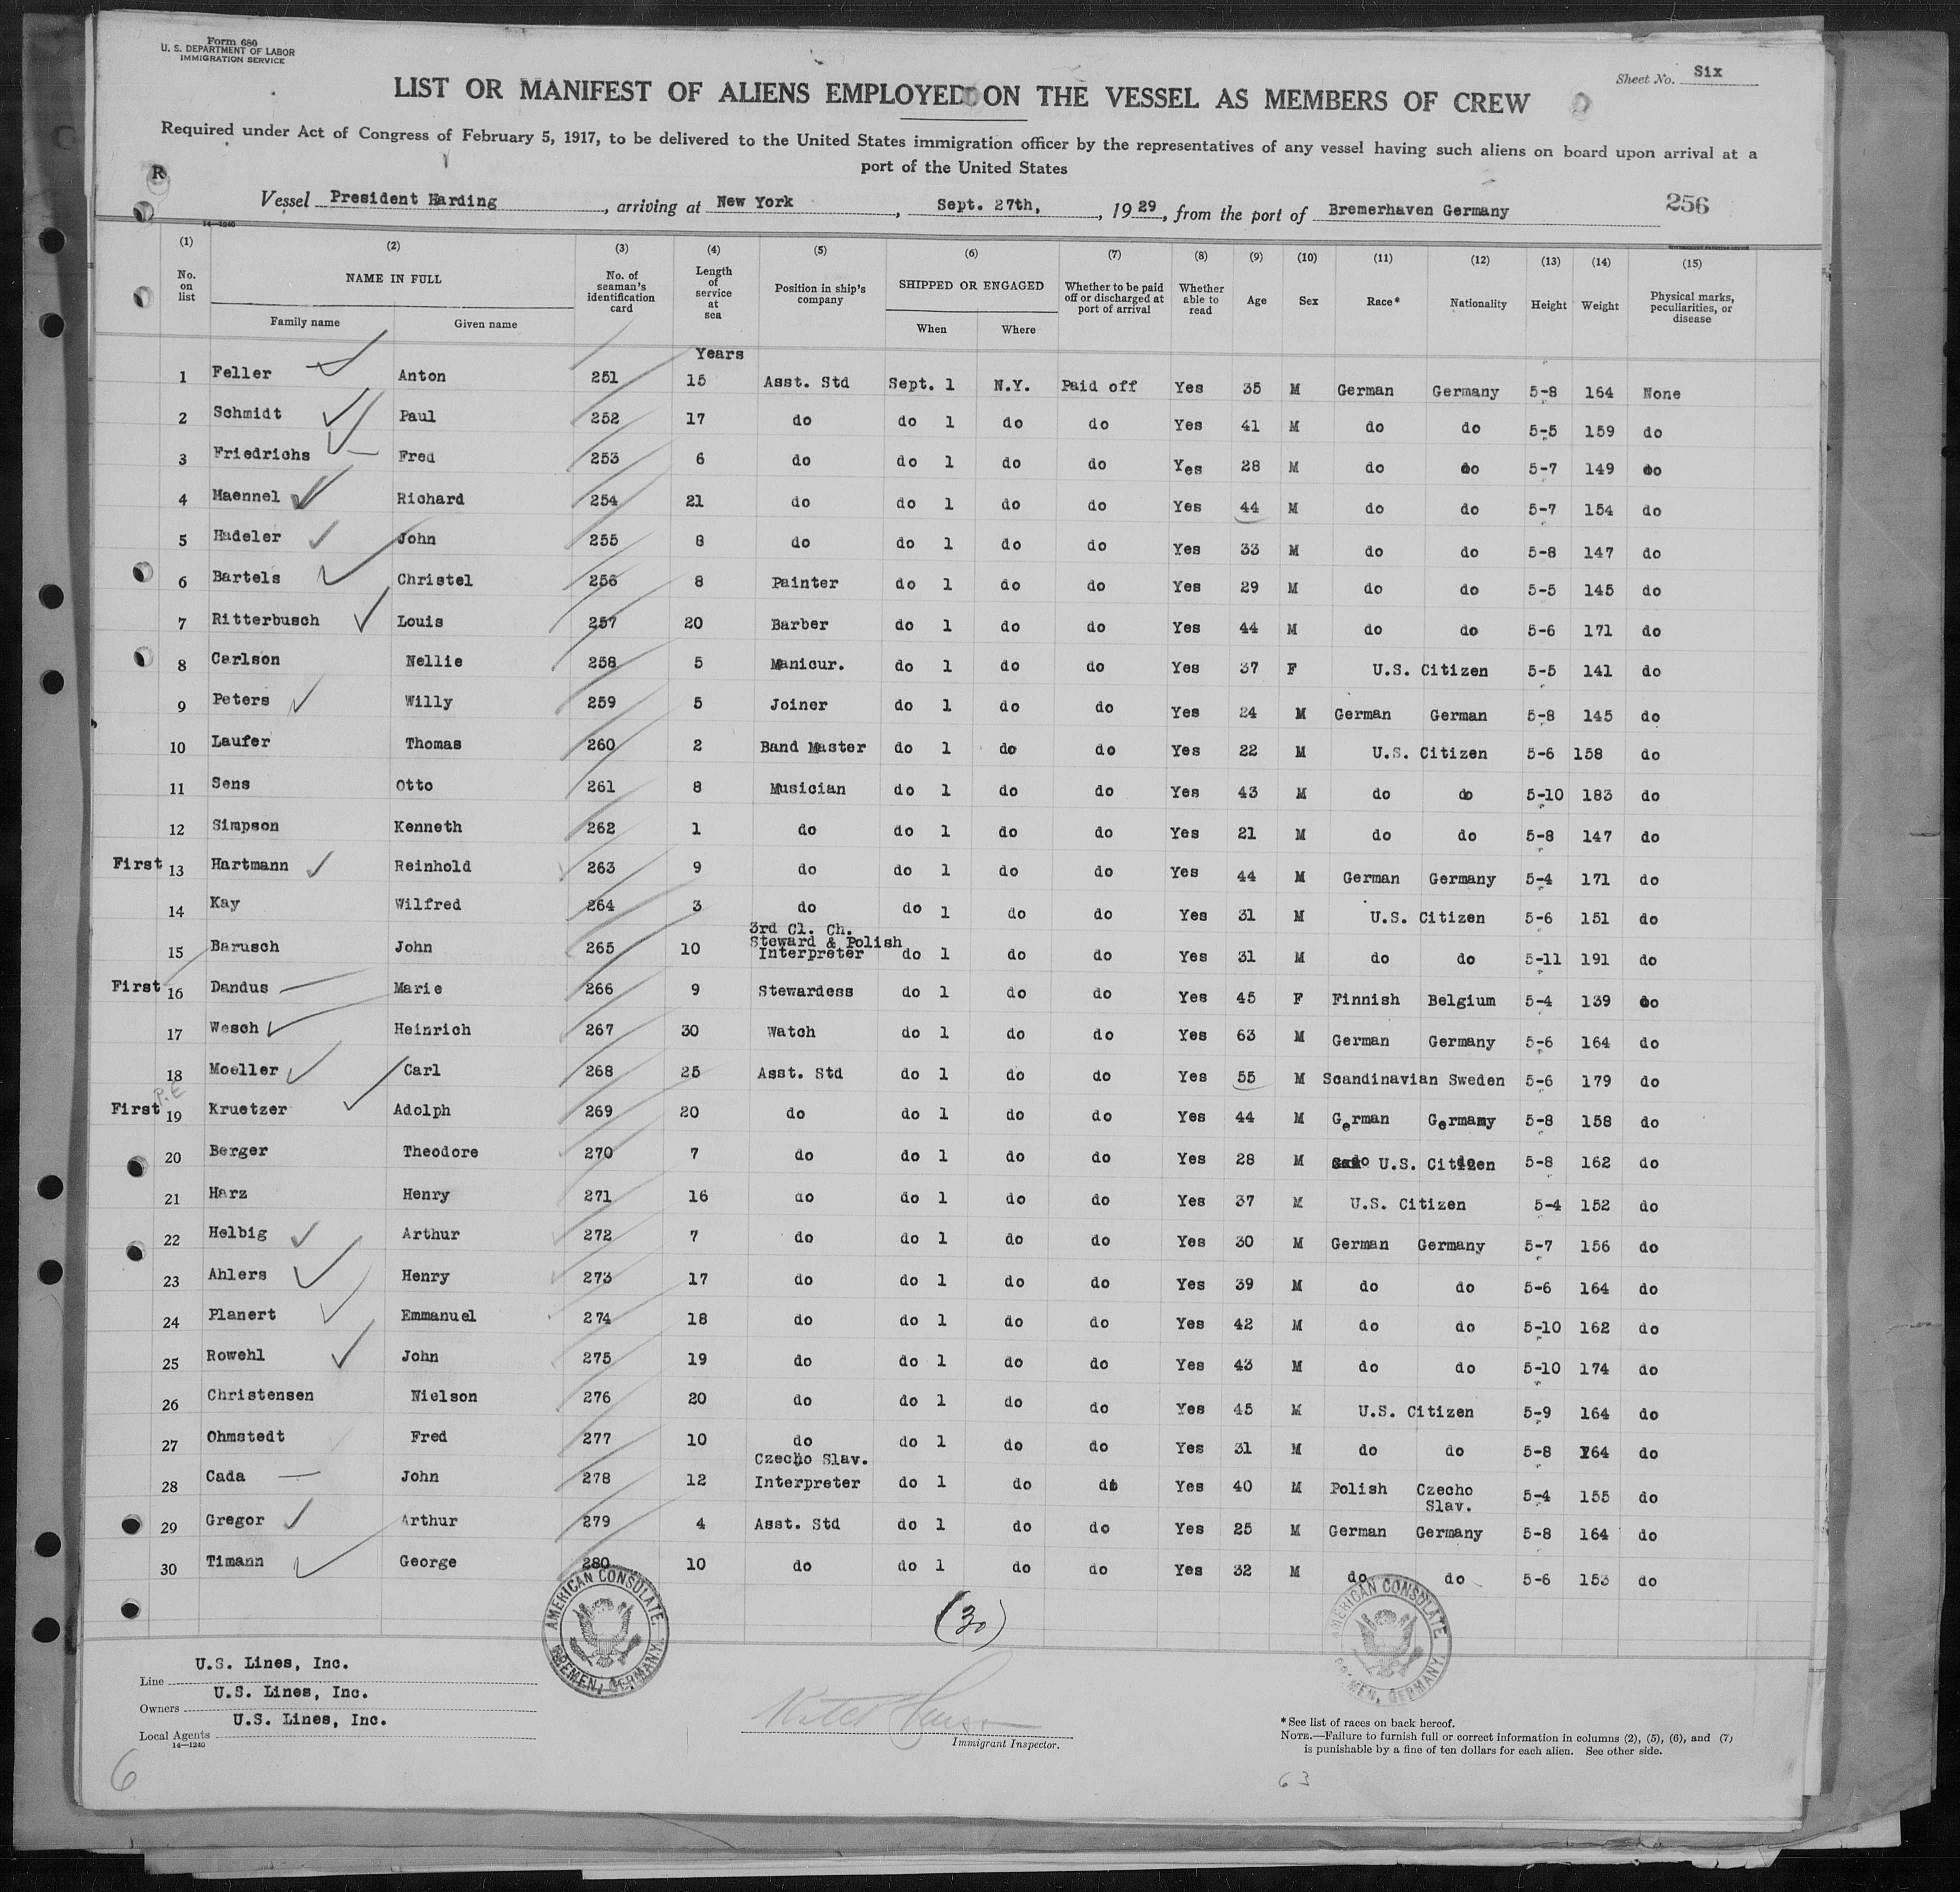 Form 680
U. S. DEPARTMENT OF LABOR
IMMIGRATION SERVICE
Sheet No. Six
LIST OR MANIFEST OF ALIENS EMPLOYED ON THE VESSEL AS MEMBERS OF CREW
Required under Act of Congress of February 5, 1917, to be delivered to the United States immigration officer by the representatives of any vessel having such aliens on board upon arrival at a
port of the United States
R
Vessel President Harding, arriving at New York, Sept. 27th, 1929, from the port of Bremerhaven Germany
256
14—1240
(1) (2) (3) (4) (5) (6) (7) (8) (9) (10) (11) (12) (13) (14) (15)
No. on list NAME IN FULL Family name Given name No. of seaman's identification card Length of service at sea Position in ship's company SHIPPED OR ENGAGED When Where Whether to be paid off or discharged at port of arrival Whether able to read Age Sex Race* Nationality Height Weight Physical marks, peculiarities, or disease
Years
1 Feller Anton 251 15 Asst. Std Sept. 1 N.Y. Paid off Yes 35 M German Germany 5-8 164 None
2 Schmidt Paul 252 17 do do 1 do do Yes 41 M do do 5-5 159 do
3 Friedrichs Fred 253 6 do do 1 do do Yes 28 M do do 5-7 149 do
4 Maennel Richard 254 21 do do 1 do do Yes 44 M do do 5-7 154 do
5 Hadeler John 255 8 do do 1 do do Yes 33 M do do 5-8 147 do
6 Bartels Christel 256 8 Painter do 1 do do Yes 29 M do do 5-5 145 do
7 Ritterbusch Louis 257 20 Barber do 1 do do Yes 44 M do do 5-6 171 do
8 Carlson Nellie 258 5 Manicur. do 1 do do Yes 37 F U.S. Citizen 5-5 141 do
9 Peters Willy 259 5 Joiner do 1 do do Yes 24 M German German 5-8 145 do
10 Laufer Thomas 260 2 Band Master do 1 do do Yes 22 M U.S. Citizen 5-6 158 do
11 Sens Otto 261 8 Musician do 1 do do Yes 43 M do do 5-10 183 do
12 Simpson Kenneth 262 1 do do 1 do do Yes 21 M do do 5-8 147 do
First 13 Hartmann Reinhold 263 9 do do 1 do do Yes 44 M German Germany 5-4 171 do
14 Kay Wilfred 264 3 do do 1 do do Yes 31 M U.S. Citizen 5-6 151 do
15 Barusch John 265 10 3rd Cl. Ch. Steward & Polish Interpreter do 1 do do Yes 31 M do do 5-11 191 do
First 16 Dandus Marie 266 9 Stewardess do 1 do do Yes 45 F Finnish Belgium 5-4 139 do
17 Wesch Heinrich 267 30 Watch do 1 do do Yes 63 M German Germany 5-6 164 do
18 Moeller Carl 268 25 Asst. Std do 1 do do Yes 55 M Scandinavian Sweden 5-6 179 do
P.E
First 19 Kruetzer Adolph 269 20 do do 1 do do Yes 44 M German Germany 5-8 158 do
20 Berger Theodore 270 7 do do 1 do do Yes 28 M U.S. Citizen 5-8 162 do
21 Harz Henry 271 16 do do 1 do do Yes 37 M U.S. Citizen 5-4 152 do
22 Helbig Arthur 272 7 do do 1 do do Yes 30 M German Germany 5-7 156 do
23 Ahlers Henry 273 17 do do 1 do do Yes 39 M do do 5-6 164 do
24 Planert Emmanuel 274 18 do do 1 do do Yes 42 M do do 5-10 162 do
25 Rowehl John 275 19 do do 1 do do Yes 43 M do do 5-10 174 do
26 Christensen Nielson 276 20 do do 1 do do Yes 45 M U.S. Citizen 5-9 164 do
27 Ohmstedt Fred 277 10 do do 1 do do Yes 31 M do do 5-8 164 do
28 Cada John 278 12 Czecho Slav. Interpreter do 1 do do Yes 40 M Polish Czecho Slav. 5-4 155 do
29 Gregor Arthur 279 4 Asst. Std do 1 do do Yes 25 M German Germany 5-8 164 do
30 Timann George 280 10 do do 1 do do Yes 32 M do do 5-6 153 do
(30)
AMERICAN CONSULATE BREMEN, GERMANY
AMERICAN CONSULATE BREMEN, GERMANY
Line U.S. Lines, Inc.
Owners U.S. Lines, Inc.
Local Agents U.S. Lines, Inc.
14—1240
Immigrant Inspector.
*See list of races on back hereof.
NOTE.—Failure to furnish full or correct information in columns (2), (5), (6), and (7)
is punishable by a fine of ten dollars for each alien. See other side.
6
63